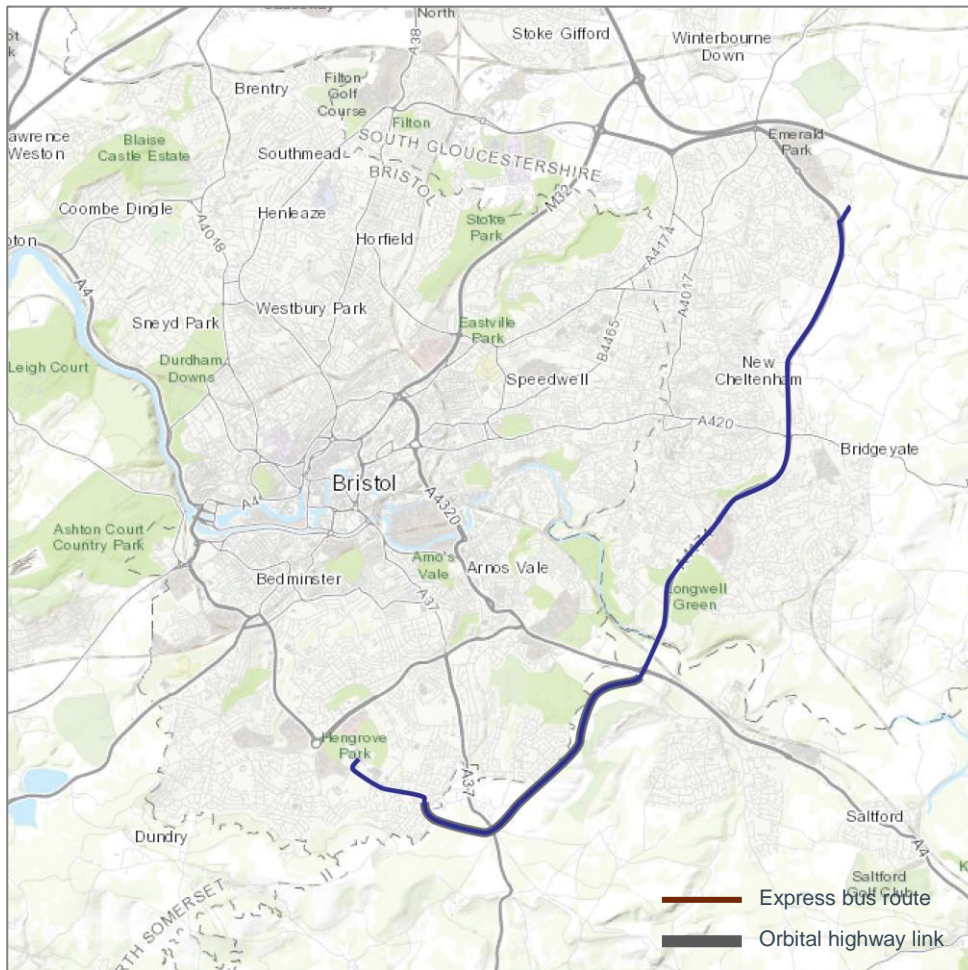 North
A38
Stoke Gifford
Winterbourne
Down
Brentry
Filton
Golf
Course
Lawrence
Weston
Blaise
Castle Estate
Filton
Emerald
Park
Southmead
SOUTH GLOUCESTERSHIRE
BRISTOL
M32
Coombe Dingle
Henleaze
Stoke
Park
A4018
Horfield
A4174
A4
A4017
Westbury Park
Sneyd Park
Eastville
Park
B4465
Leigh Court
Durdham
Downs
Speedwell
New
Cheltenham
A420
Bridgeyate
Bristol
A4
A4320
Ashton Court
Country Park
A4174
Arno's
Vale
Arnos Vale
Bedminster
A37
Longwell
Green
Hengrove
Park
A37
Dundry
Saltford
A4
Saltford
Golf Club
NORTH SOMERSET
Express bus route
Orbital highway link